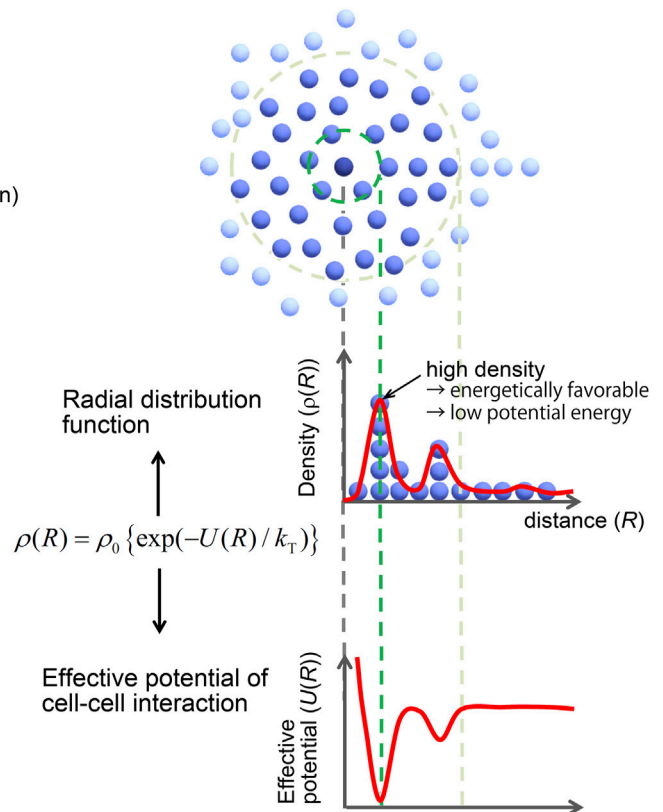 n)
high density
→ energetically favorable
→ low potential energy
Density (ρ(R))
distance (R)
Radial distribution
function
ρ(R) = ρ₀ {exp(−U(R) / k_T)}
Effective potential of
cell-cell interaction
Effective
potential (U(R))